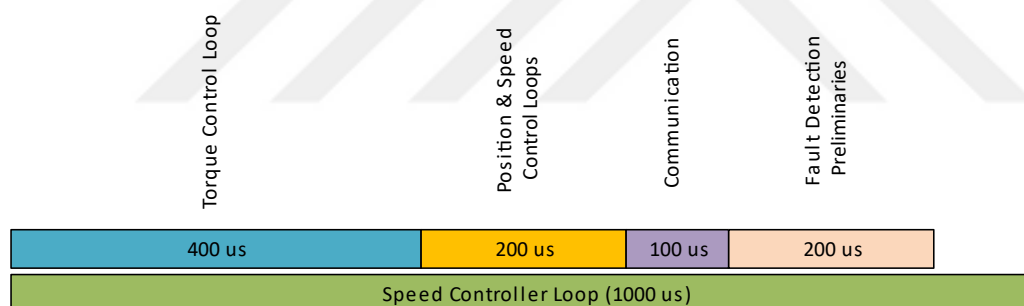 Torque Control Loop
Position & Speed
Control Loops
Communication
Fault Detection
Preliminaries
400 us
200 us
100 us
200 us
Speed Controller Loop (1000 us)